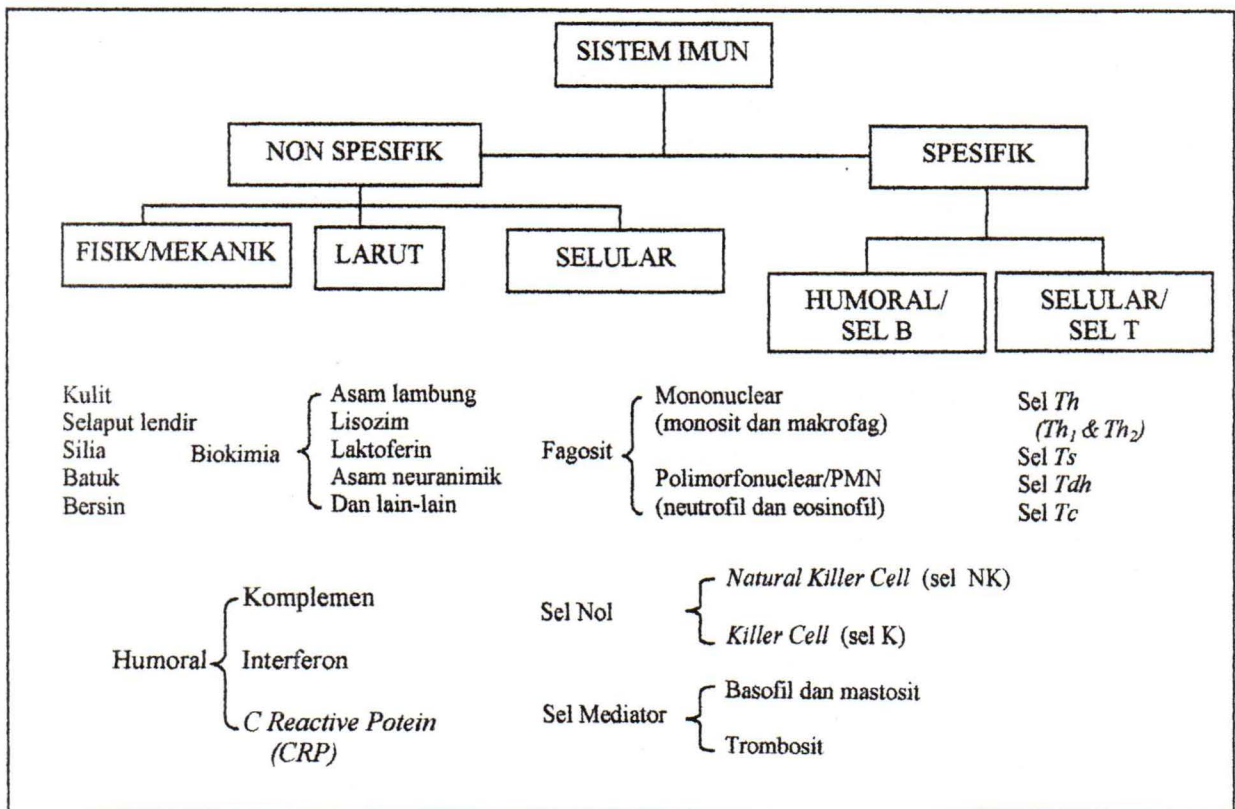 SISTEM IMUN
NON SPESIFIK
SPESIFIK
FISIK/MEKANIK
LARUT
SELULAR
HUMORAL/
SEL B
SELULAR/
SEL T
Kulit
Selaput lendir
Silia
Batuk
Bersin
Biokimia
Asam lambung
Lisozim
Laktoferin
Asam neuranimik
Dan lain-lain
Fagosit
Mononuclear
(monosit dan makrofag)
Polimorfonuclear/PMN
(neutrofil dan eosinofil)
Sel Th
(Th₁ & Th₂)
Sel Ts
Sel Tdh
Sel Tc
Humoral
Komplemen
Interferon
C Reactive Potein
(CRP)
Sel Nol
Natural Killer Cell (sel NK)
Killer Cell (sel K)
Sel Mediator
Basofil dan mastosit
Trombosit